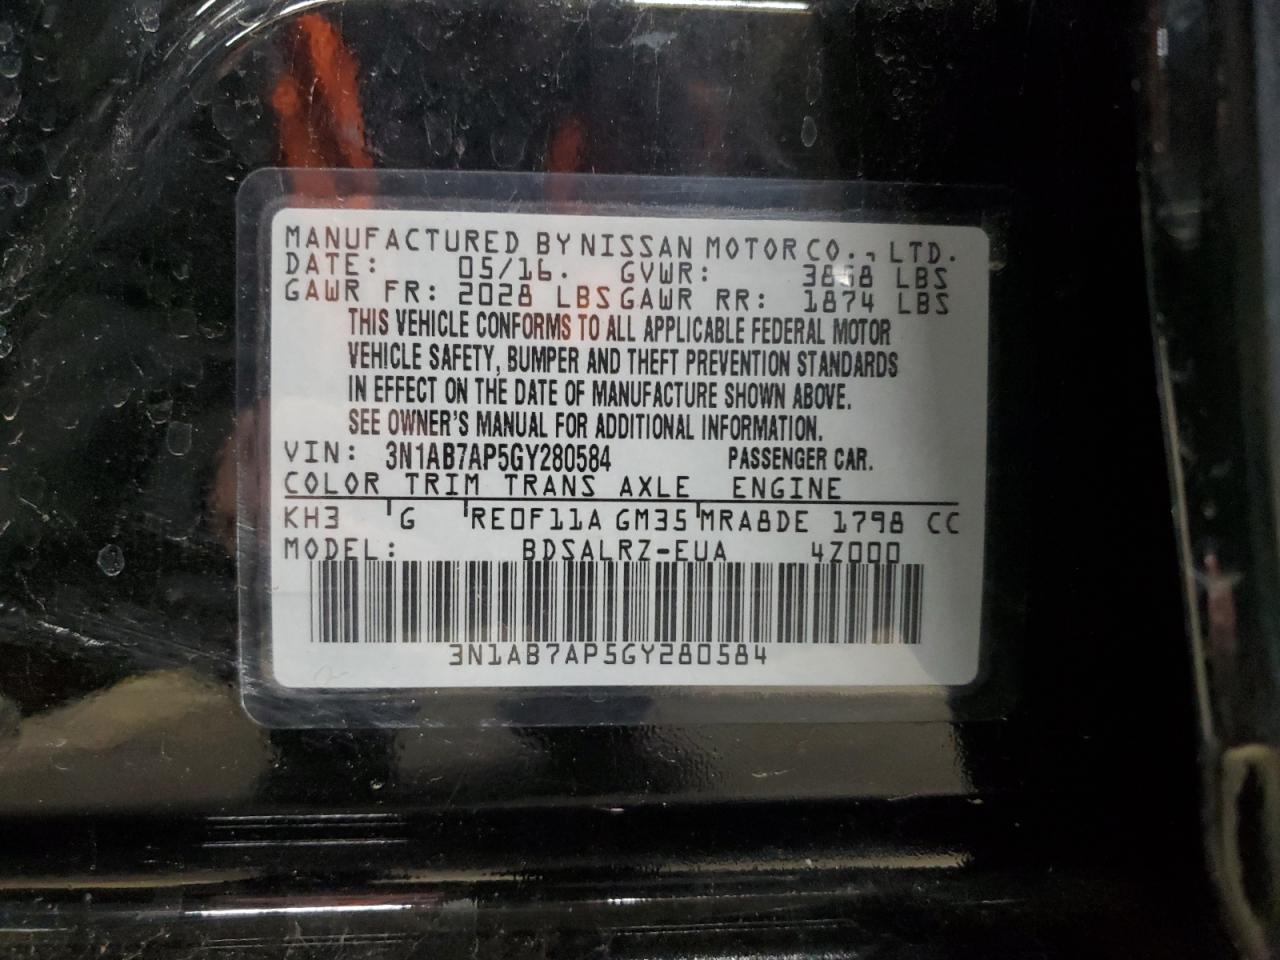 MANUFACTURED BY NISSAN MOTOR CO., LTD.
DATE: 05/16. GVWR: LBS
GAWR FR: 2028 LBS GAWR RR: 1874 LBS
THIS VEHICLE CONFORMS TO ALL APPLICABLE FEDERAL MOTOR
VEHICLE SAFETY, BUMPER AND THEFT PREVENTION STANDARDS
IN EFFECT ON THE DATE OF MANUFACTURE SHOWN ABOVE.
SEE OWNER'S MANUAL FOR ADDITIONAL INFORMATION.
VIN: 3N1AB7AP5GY280584 PASSENGER CAR.
COLOR TRIM TRANS AXLE ENGINE
KH3 G RE0F11A GM35 MRA8DE 1798 CC
MODEL: BDSALRZ-EUA 4Z000
3N1AB7AP5GY280584